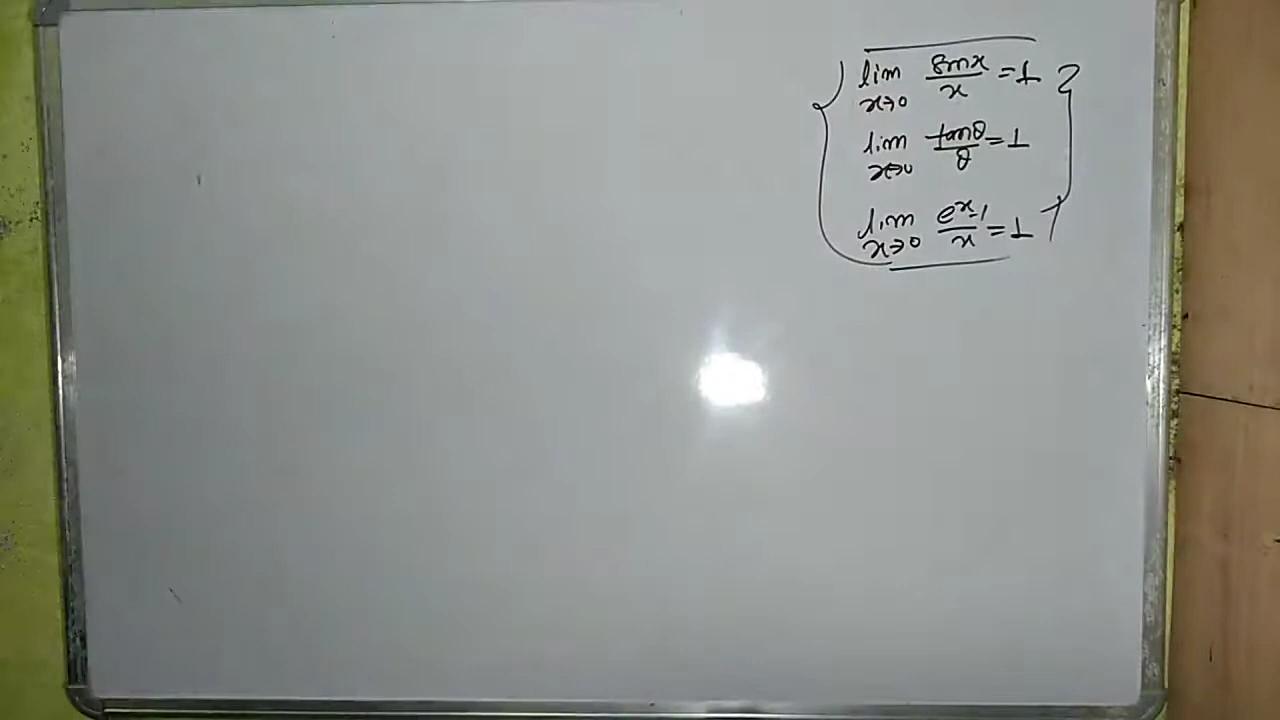 lim x→0 sinx/x = 1
lim x→0 tanθ/θ = 1
lim x→0 e^x-1/x = 1